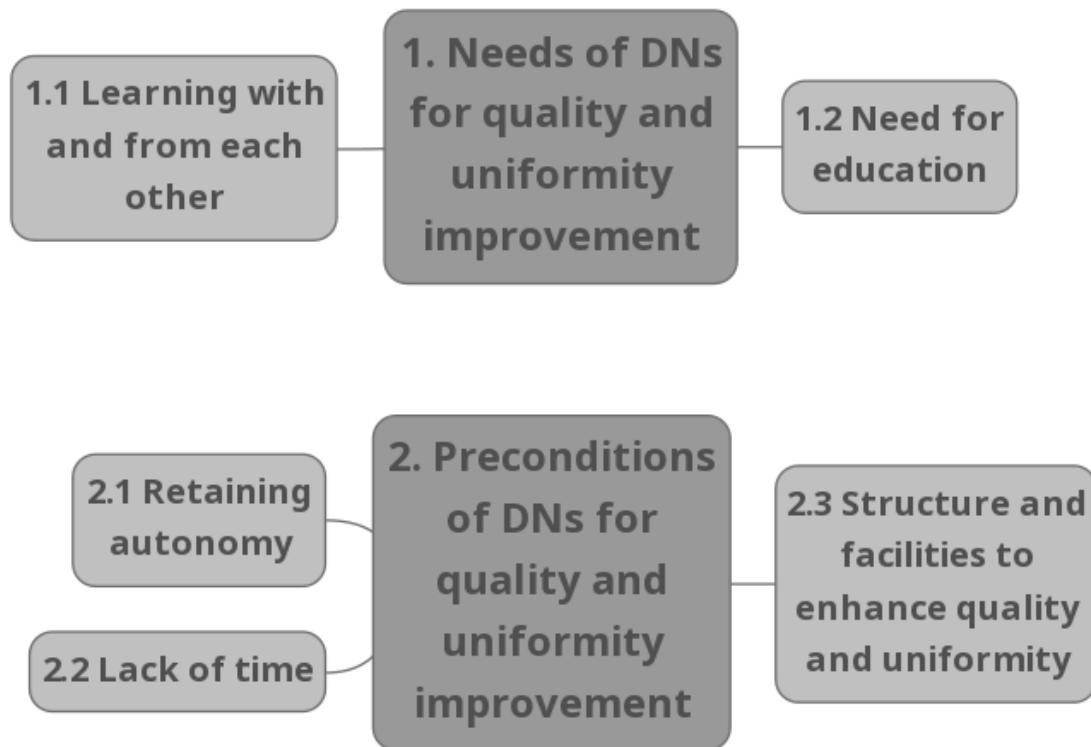 1. Needs of DNs
for quality and
uniformity
improvement
1.1 Learning with
and from each
other
1.2 Need for
education
2. Preconditions
of DNs for
quality and
uniformity
improvement
2.1 Retaining
autonomy
2.2 Lack of time
2.3 Structure and
facilities to
enhance quality
and uniformity